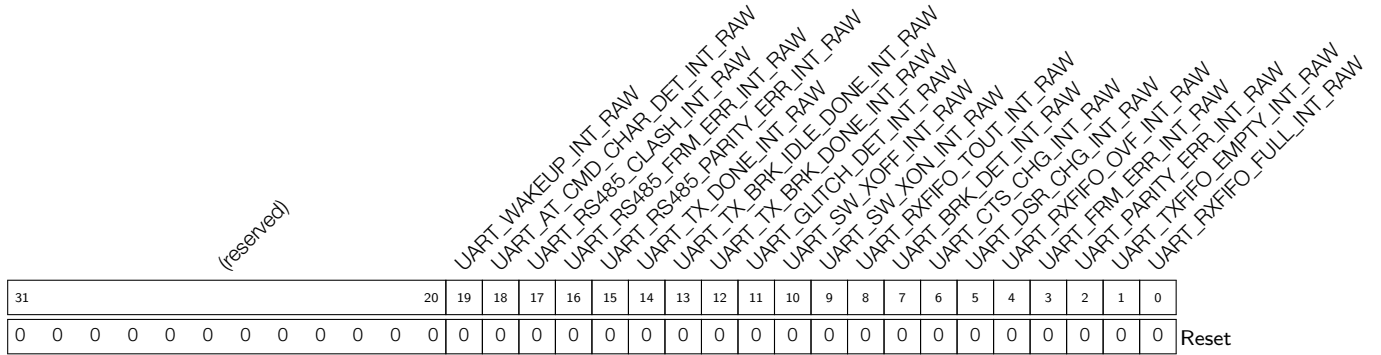 (reserved)
UART_WAKEUP_INT_RAW
UART_AT_CMD_CHAR_DET_INT_RAW
UART_RS485_CLASH_INT_RAW
UART_RS485_FRM_ERR_INT_RAW
UART_RS485_PARITY_ERR_INT_RAW
UART_TX_DONE_INT_RAW
UART_TX_BRK_IDLE_DONE_INT_RAW
UART_TX_BRK_DONE_INT_RAW
UART_GLITCH_DET_INT_RAW
UART_SW_XOFF_INT_RAW
UART_SW_XON_INT_RAW
UART_RXFIFO_TOUT_INT_RAW
UART_BRK_DET_INT_RAW
UART_CTS_CHG_INT_RAW
UART_DSR_CHG_INT_RAW
UART_RXFIFO_OVF_INT_RAW
UART_FRM_ERR_INT_RAW
UART_PARITY_ERR_INT_RAW
UART_TXFIFO_EMPTY_INT_RAW
UART_RXFIFO_FULL_INT_RAW
31 20 19 18 17 16 15 14 13 12 11 10 9 8 7 6 5 4 3 2 1 0
0 0 0 0 0 0 0 0 0 0 0 0 0 0 0 0 0 0 0 0 0 0 0 0 0 0 0 0 0 0 0 0 Reset